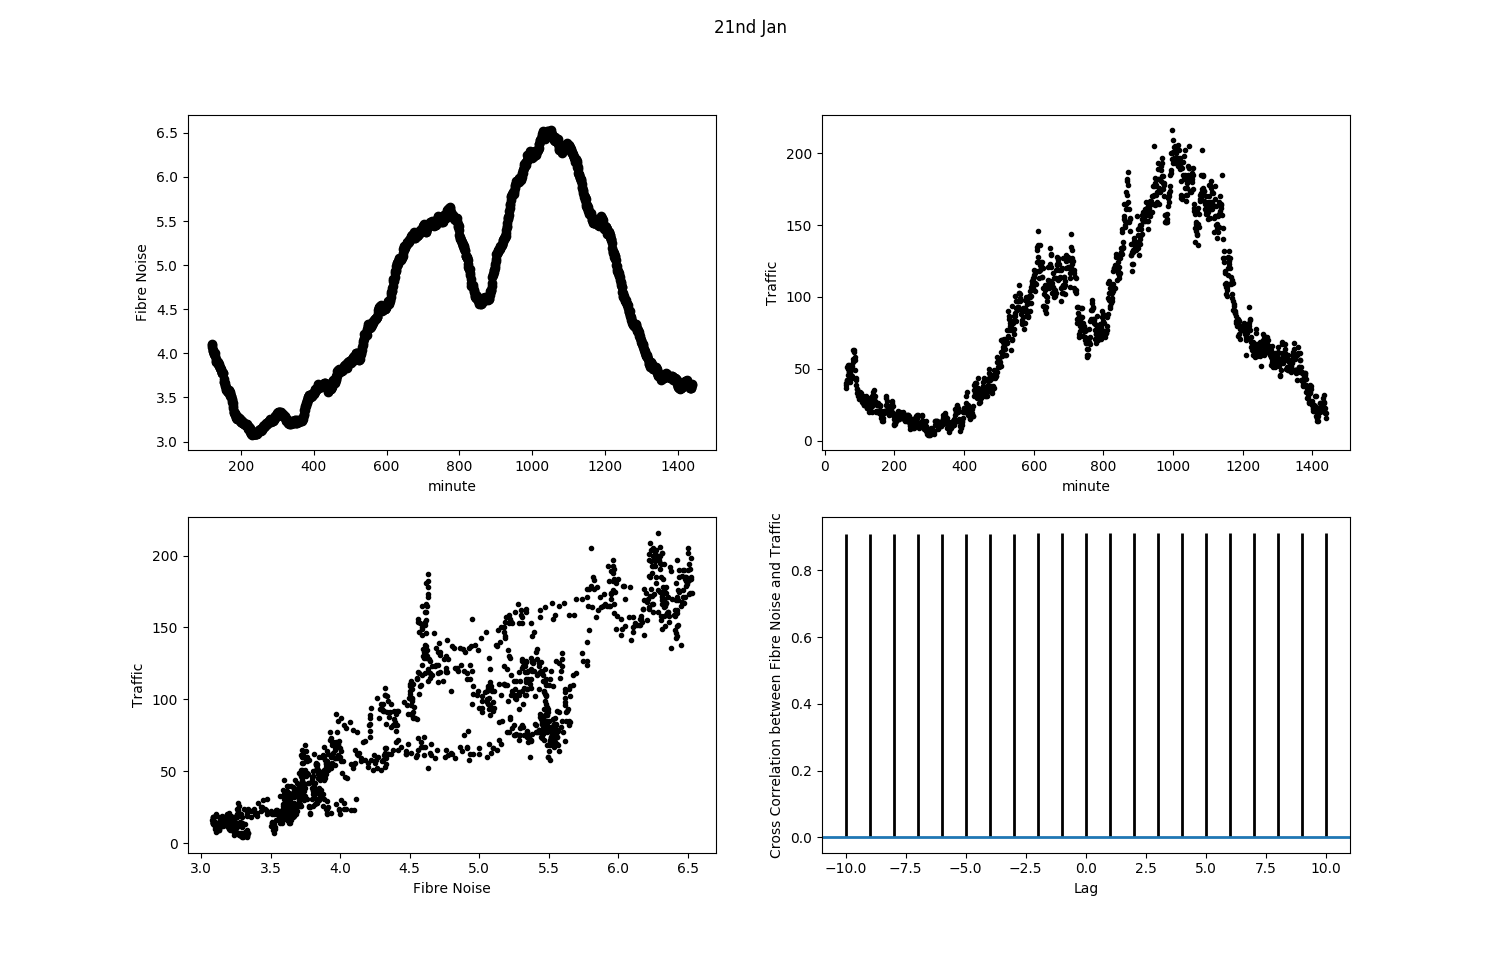 21nd Jan
Fibre Noise
6.5
6.0
5.5
5.0
4.5
4.0
3.5
3.0
200 400 600 800 1000 1200 1400
minute
Traffic
200
150
100
50
0
0 200 400 600 800 1000 1200 1400
minute
Traffic
200
150
100
50
0
3.0 3.5 4.0 4.5 5.0 5.5 6.0 6.5
Fibre Noise
Cross Correlation between Fibre Noise and Traffic
0.8
0.6
0.4
0.2
0.0
−10.0 −7.5 −5.0 −2.5 0.0 2.5 5.0 7.5 10.0
Lag